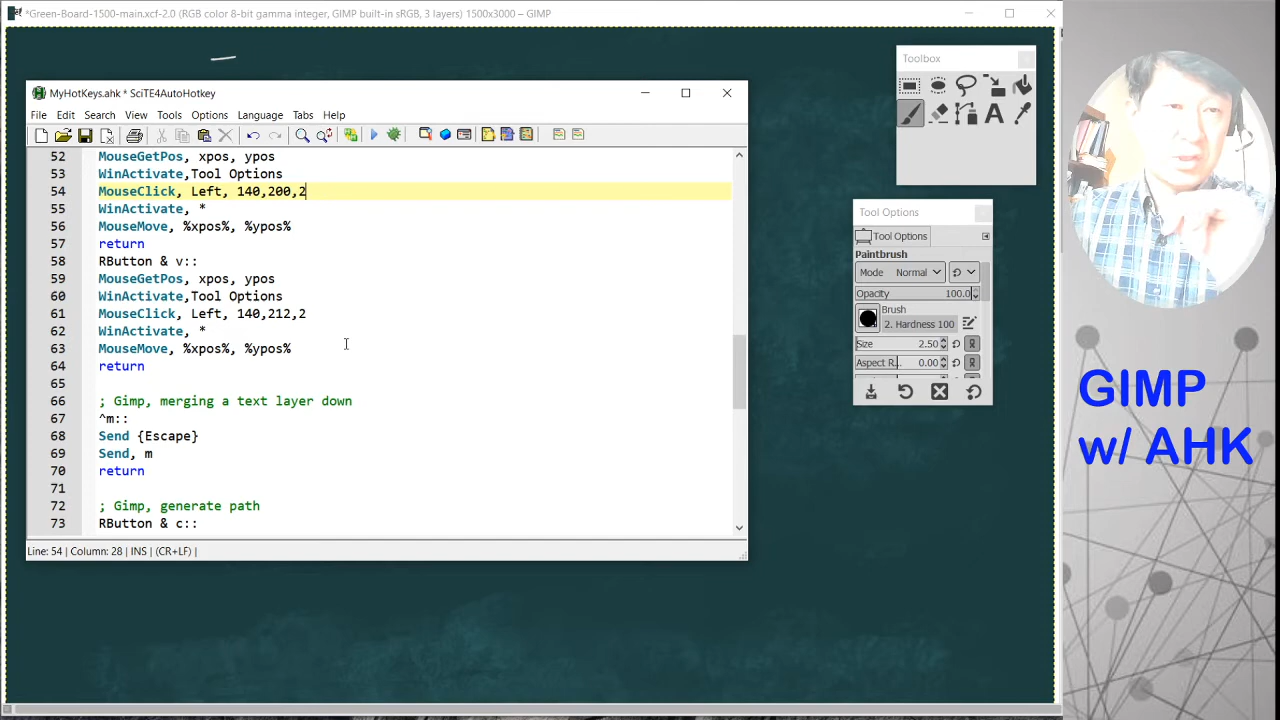 *Green-Board-1500-main.xcf-2.0 (RGB color 8-bit gamma integer, GIMP built-in sRGB, 3 layers) 1500x3000 – GIMP
Toolbox
MyHotKeys.ahk * SciTE4AutoHotkey
File Edit Search View Tools Options Language Tabs Help
52 MouseGetPos, xpos, ypos
53 WinActivate,Tool Options
54 MouseClick, Left, 140,200,2
55 WinActivate, *
56 MouseMove, %xpos%, %ypos%
57 return
58 RButton & v::
59 MouseGetPos, xpos, ypos
60 WinActivate,Tool Options
61 MouseClick, Left, 140,212,2
62 WinActivate, *
63 MouseMove, %xpos%, %ypos%
64 return
65
66 ; Gimp, merging a text layer down
67 ^m::
68 Send {Escape}
69 Send, m
70 return
71
72 ; Gimp, generate path
73 RButton & c::
Line: 54 | Column: 28 | INS | (CR+LF) |
Tool Options
Tool Options
Paintbrush
Mode Normal
Opacity 100.0
Brush
2. Hardness 100
Size 2.50
Aspect R... 0.00
GIMP
w/ AHK